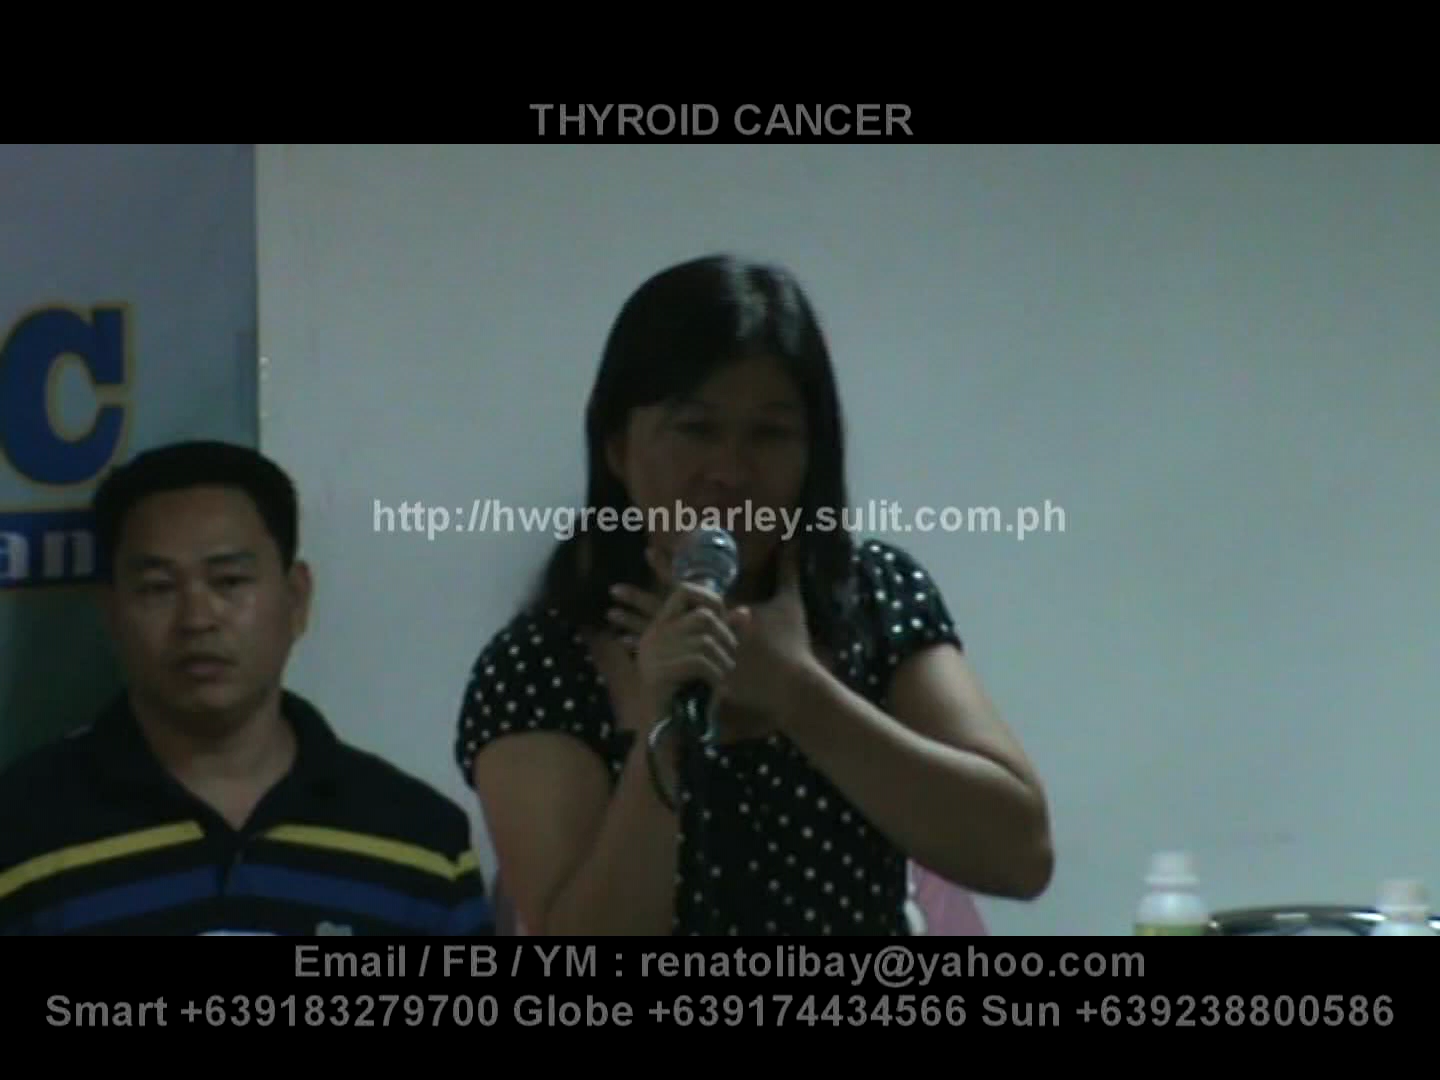 THYROID CANCER
C
an
http://hwgreenbarley.sulit.com.ph
Email / FB / YM : renatolibay@yahoo.com
Smart +639183279700 Globe +639174434566 Sun +639238800586